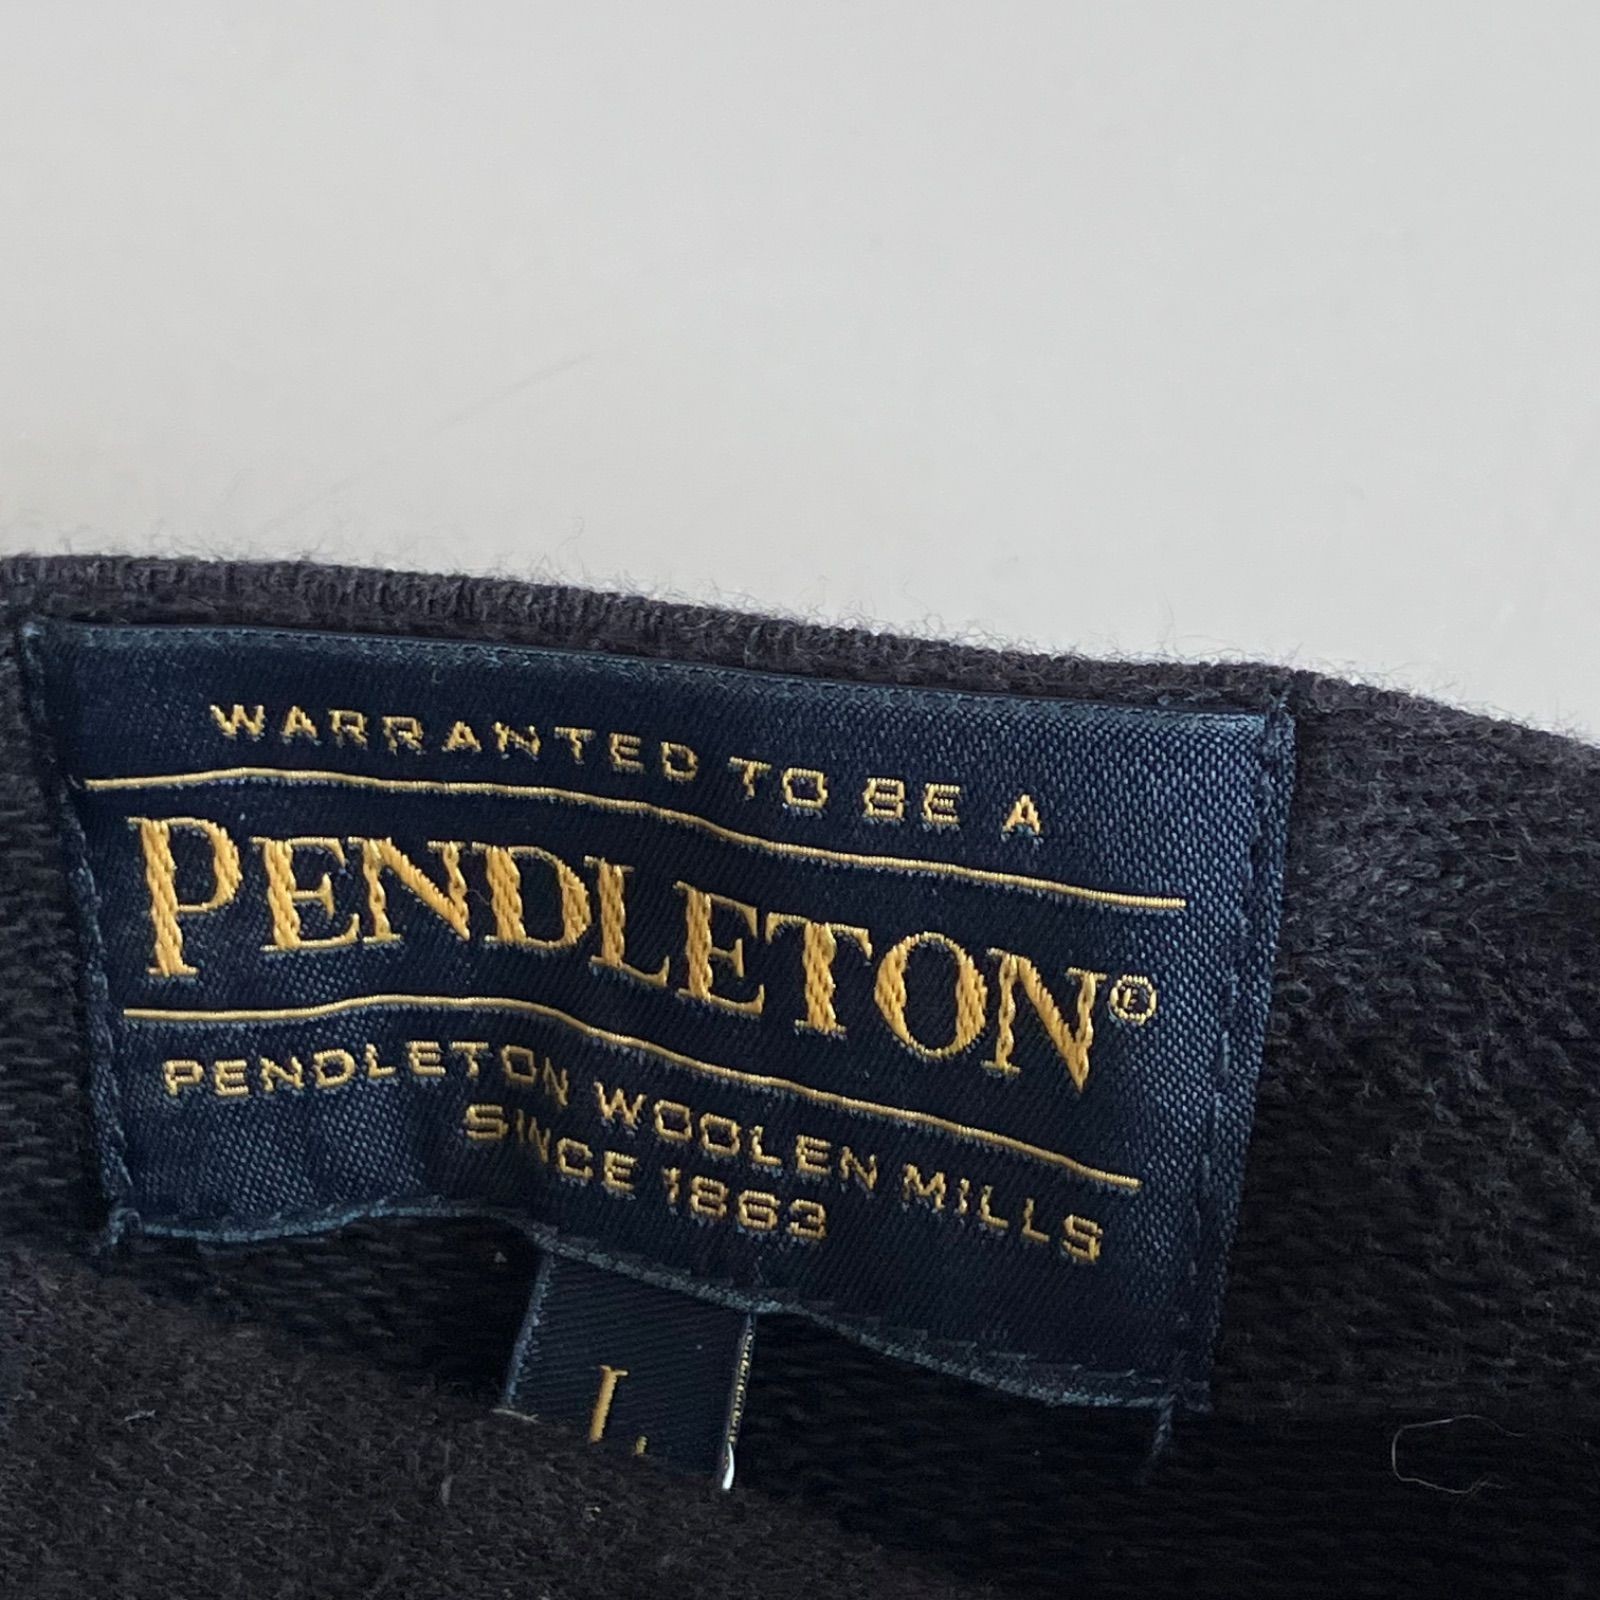 WARRANTED TO BE A
PENDLETON®
PENDLETON WOOLEN MILLS
SINCE 1863
L